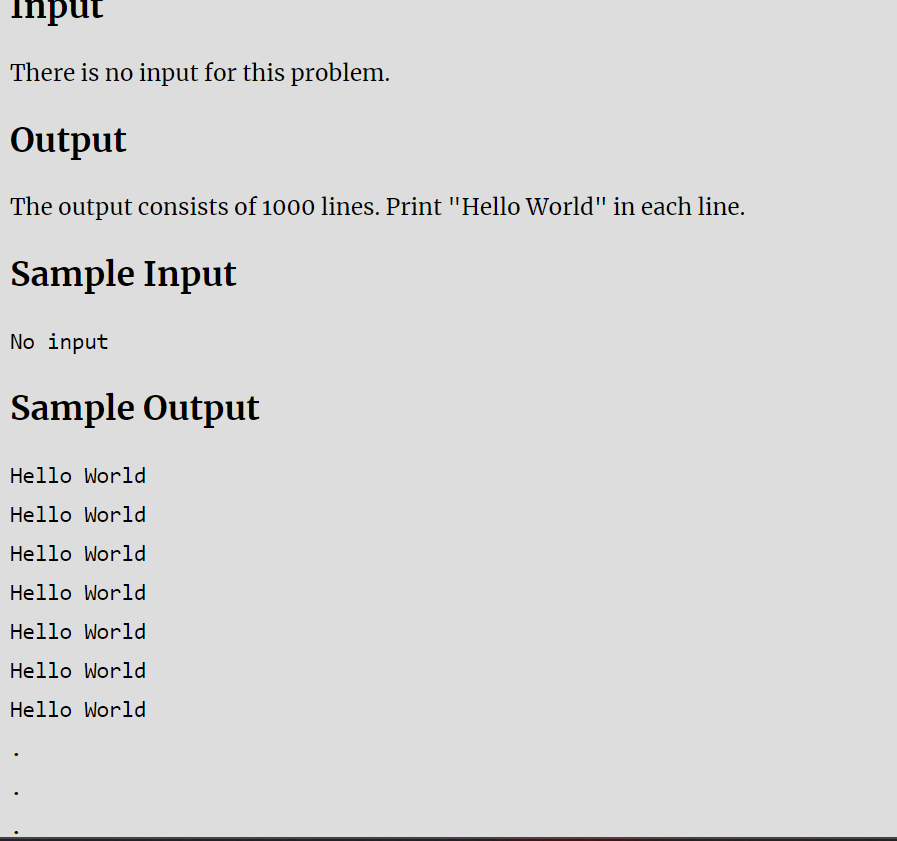 Input
There is no input for this problem.
Output
The output consists of 1000 lines. Print "Hello World" in each line.
Sample Input
No input
Sample Output
Hello World
Hello World
Hello World
Hello World
Hello World
Hello World
Hello World
.
.
.